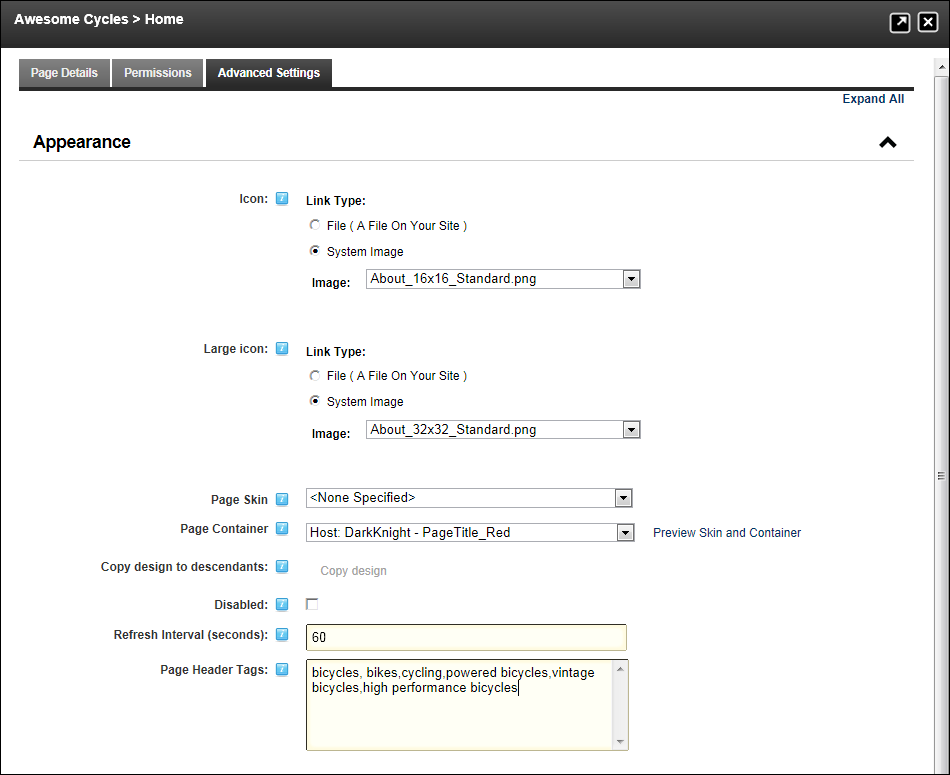 Awesome Cycles > Home
Page Details Permissions Advanced Settings
Expand All
Appearance
Icon: Link Type:
File ( A File On Your Site )
System Image
Image: About_16x16_Standard.png
Large icon: Link Type:
File ( A File On Your Site )
System Image
Image: About_32x32_Standard.png
Page Skin <None Specified>
Page Container Host: DarkKnight - PageTitle_Red Preview Skin and Container
Copy design to descendants: Copy design
Disabled:
Refresh Interval (seconds): 60
Page Header Tags: bicycles, bikes,cycling,powered bicycles,vintage
bicycles,high performance bicycles